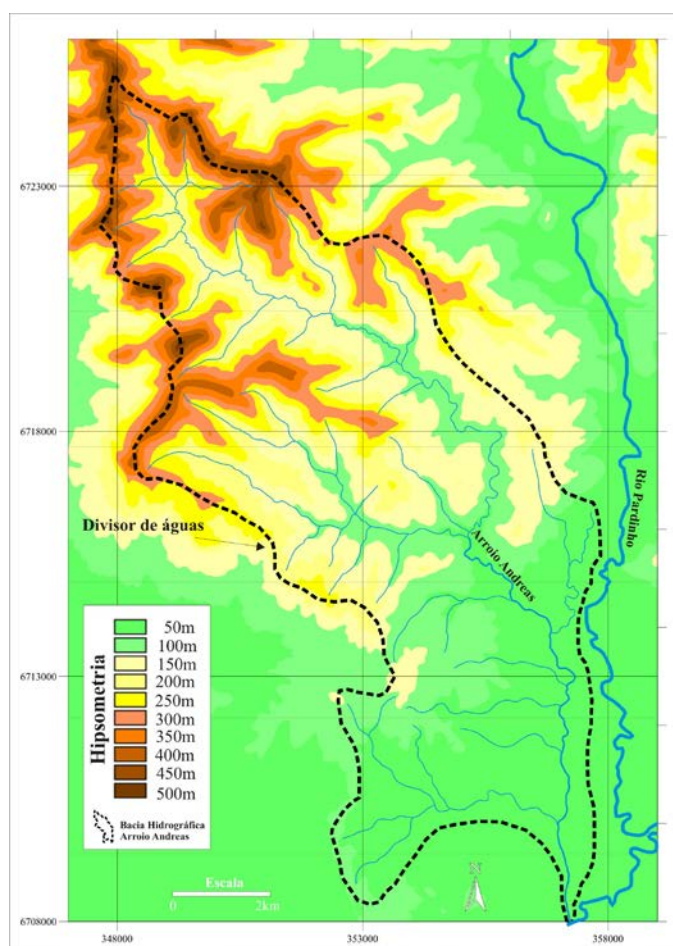 6723000
6718000
Rio Pardinho
Divisor de águas
Arroio Andreas
6713000
Hipsometria
50m
100m
150m
200m
250m
300m
350m
400m
450m
500m
Bacia Hidrográfica
Arroio Andreas
Escala
0 2km
N
6708000
348000 353000 358000